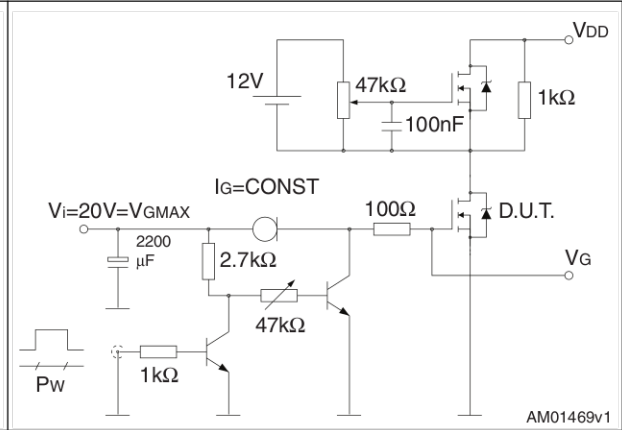 VDD
12V
47kΩ
1kΩ
100nF
IG=CONST
Vi=20V=VGMAX
100Ω
D.U.T.
2200
μF
2.7kΩ
VG
47kΩ
1kΩ
PW
AM01469v1